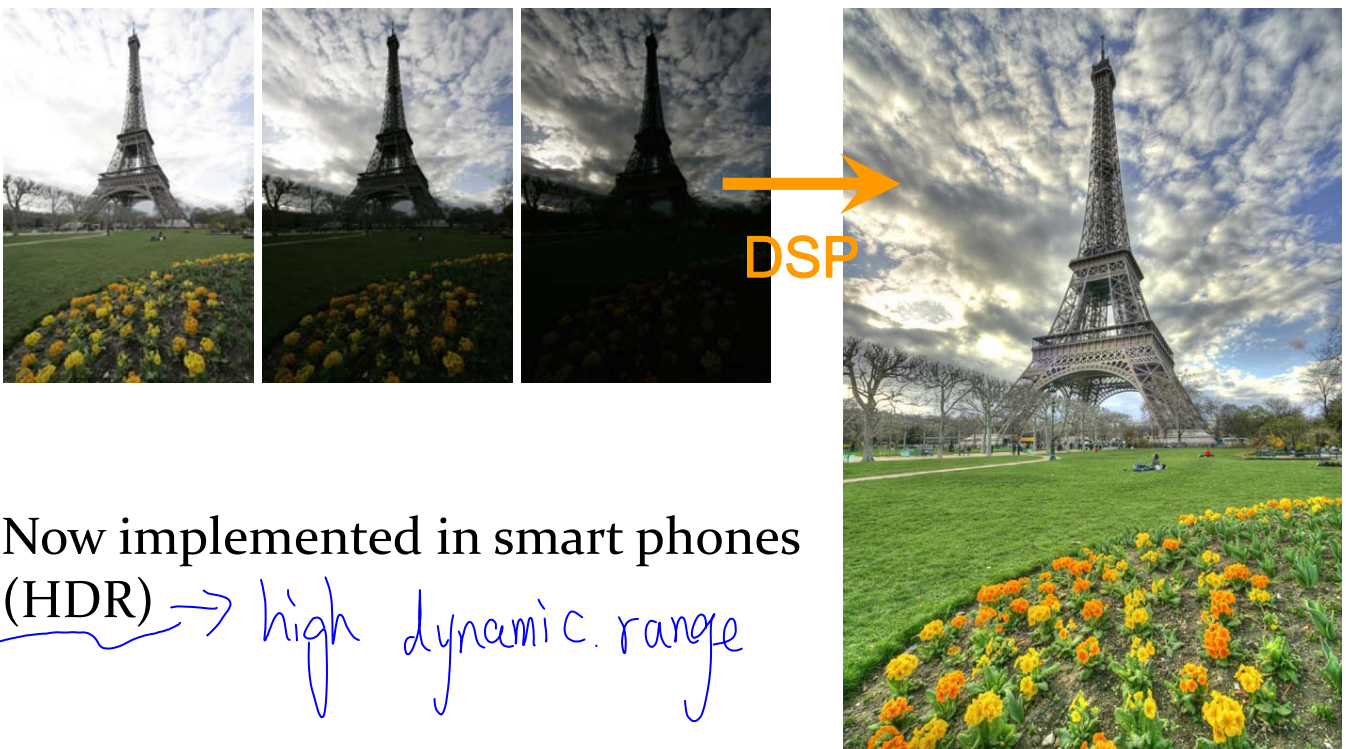 DSP
Now implemented in smart phones
(HDR) → high dynamic. range